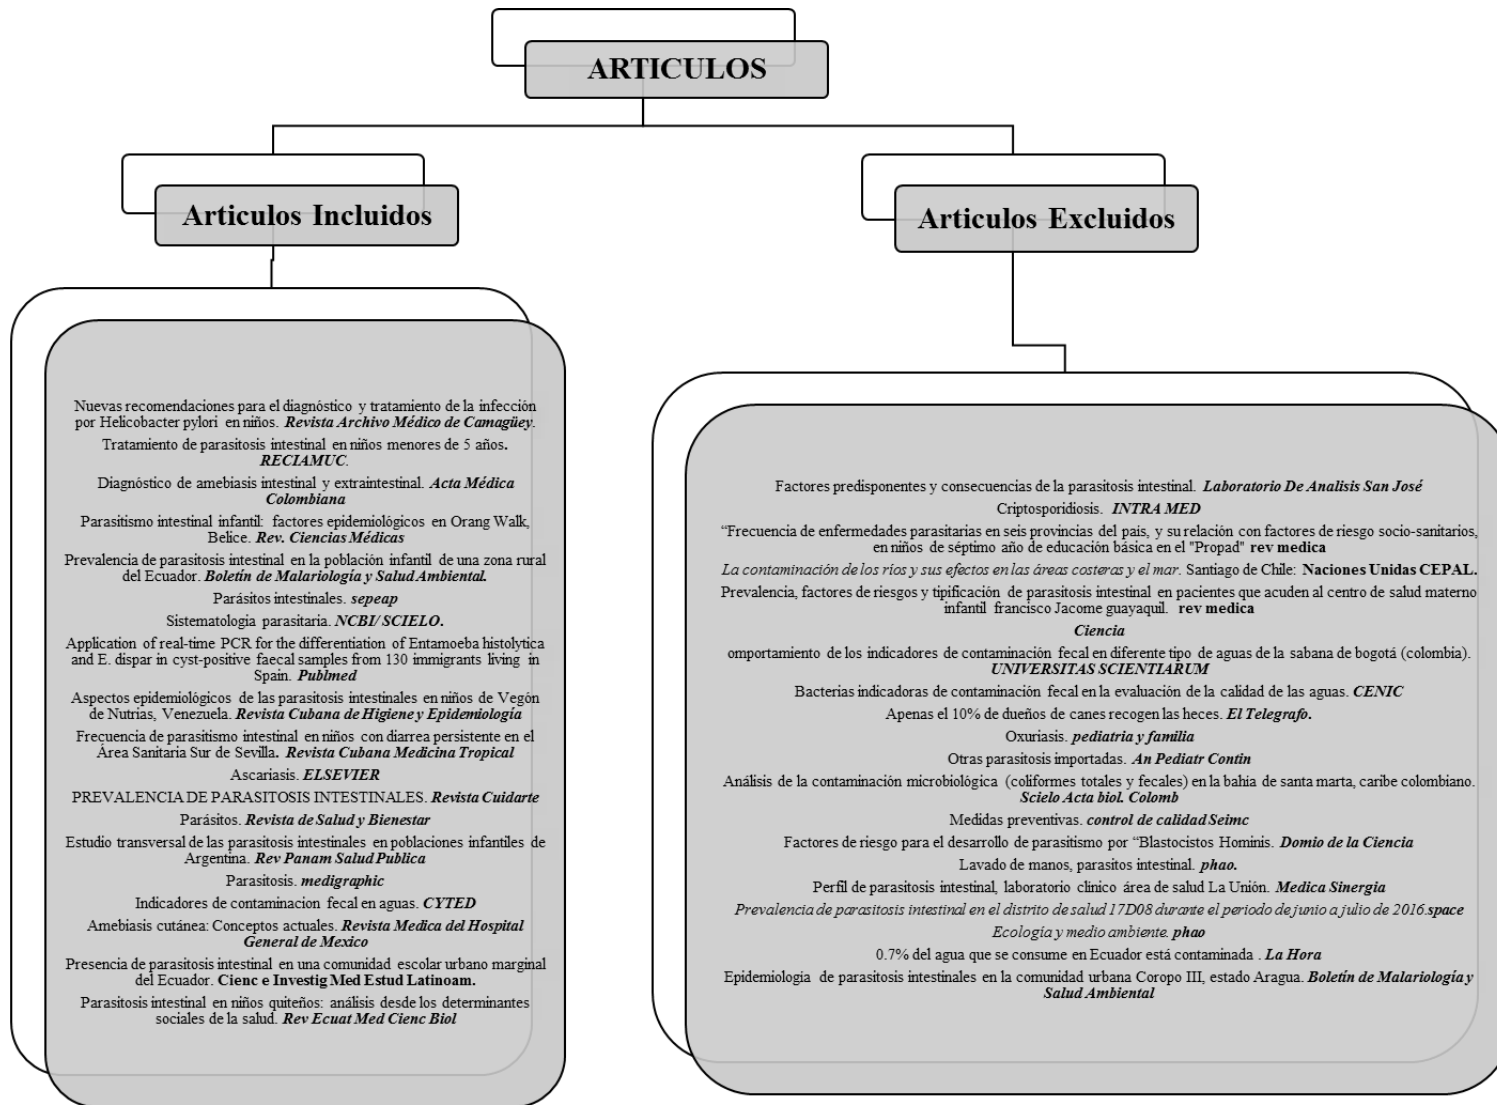 ARTICULOS
Articulos Incluidos
Nuevas recomendaciones para el diagnóstico y tratamiento de la infección
por Helicobacter pylori en niños. Revista Archivo Médico de Camagüey.
Tratamiento de parasitosis intestinal en niños menores de 5 años.
RECIAMUC.
Diagnóstico de amebiasis intestinal y extraintestinal. Acta Médica
Colombiana
Parasitismo intestinal infantil: factores epidemiológicos en Orang Walk,
Belice. Rev. Ciencias Médicas
Prevalencia de parasitosis intestinal en la población infantil de una zona rural
del Ecuador. Boletín de Malariología y Salud Ambiental.
Parásitos intestinales. sepeap
Sistematologia parasitaria. NCBI/ SCIELO.
Application of real-time PCR for the differentiation of Entamoeba histolytica
and E. dispar in cyst-positive faecal samples from 130 immigrants living in
Spain. Publmed
Aspectos epidemiológicos de las parasitosis intestinales en niños de Vegón
de Nutrias, Venezuela. Revista Cubana de Higiene y Epidemiología
Frecuencia de parasitismo intestinal en niños con diarrea persistente en el
Área Sanitaria Sur de Sevilla. Revista Cubana Medicina Tropical
Ascariasis. ELSEVIER
PREVALENCIA DE PARASITOSIS INTESTINALES. Revista Cuidarte
Parásitos. Revista de Salud y Bienestar
Estudio transversal de las parasitosis intestinales en poblaciones infantiles de
Argentina. Rev Panam Salud Publica
Parasitosis. medigraphic
Indicadores de contaminacion fecal en aguas. CYTED
Amebiasis cutánea: Conceptos actuales. Revista Medica del Hospital
General de Mexico
Presencia de parasitosis intestinal en una comunidad escolar urbano marginal
del Ecuador. Cienc e Investig Med Estud Latinoam.
Parasitosis intestinal en niños quiteños: análisis desde los determinantes
sociales de la salud. Rev Ecuat Med Cienc Biol
Articulos Excluidos
Factores predisponentes y consecuencias de la parasitosis intestinal. Laboratorio De Analisis San José
Criptosporidiosis. INTRA MED
“Frecuencia de enfermedades parasitarias en seis provincias del país, y su relación con factores de riesgo socio-sanitarios,
en niños de séptimo año de educación básica en el "Propad" rev medica
La contaminación de los ríos y sus efectos en las áreas costeras y el mar. Santiago de Chile: Naciones Unidas CEPAL.
Prevalencia, factores de riesgos y tipificación de parasitosis intestinal en pacientes que acuden al centro de salud materno
infantil francisco Jacome guayaquil. rev medica
Ciencia
omportamiento de los indicadores de contaminación fecal en diferente tipo de aguas de la sabana de bogotá (colombia).
UNIVERSITAS SCIENTIARUM
Bacterias indicadoras de contaminación fecal en la evaluación de la calidad de las aguas. CENIC
Apenas el 10% de dueños de canes recogen las heces. El Telegrafo.
Oxuriasis. pediatria y familia
Otras parasitosis importadas. An Pediatr Contin
Análisis de la contaminación microbiológica (coliformes totales y fecales) en la bahia de santa marta, caribe colombiano.
Scielo Acta biol. Colomb
Medidas preventivas. control de calidad Seimc
Factores de riesgo para el desarrollo de parasitismo por “Blastocistos Hominis. Domio de la Ciencia
Lavado de manos, parasitos intestinal. phao.
Perfil de parasitosis intestinal, laboratorio clínico área de salud La Unión. Medica Sinergia
Prevalencia de parasitosis intestinal en el distrito de salud 17D08 durante el periodo de junio a julio de 2016.space
Ecología y medio ambiente. phao
0.7% del agua que se consume en Ecuador está contaminada . La Hora
Epidemiologia de parasitosis intestinales en la comunidad urbana Coropo III, estado Aragua. Boletín de Malariología y
Salud Ambiental